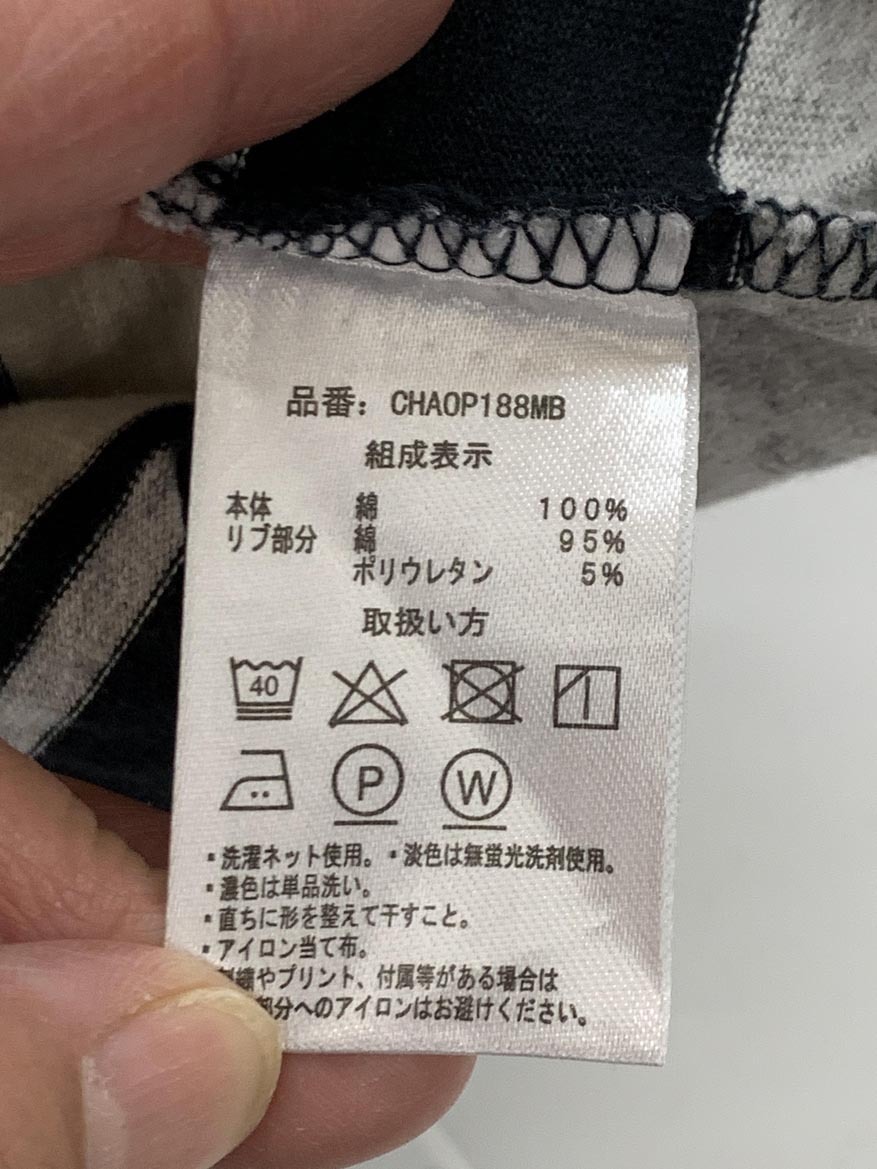 品番: CHAOP188MB
組成表示
本体 綿 100%
リブ部分 綿 95%
ポリウレタン 5%
取扱い方
40
P W
・洗濯ネット使用。・淡色は無蛍光洗剤使用。
・濃色は単品洗い。
・直ちに形を整えて干すこと。
・アイロン当て布。
刺繍やプリント、付属等がある場合は
部分へのアイロンはお避けください。